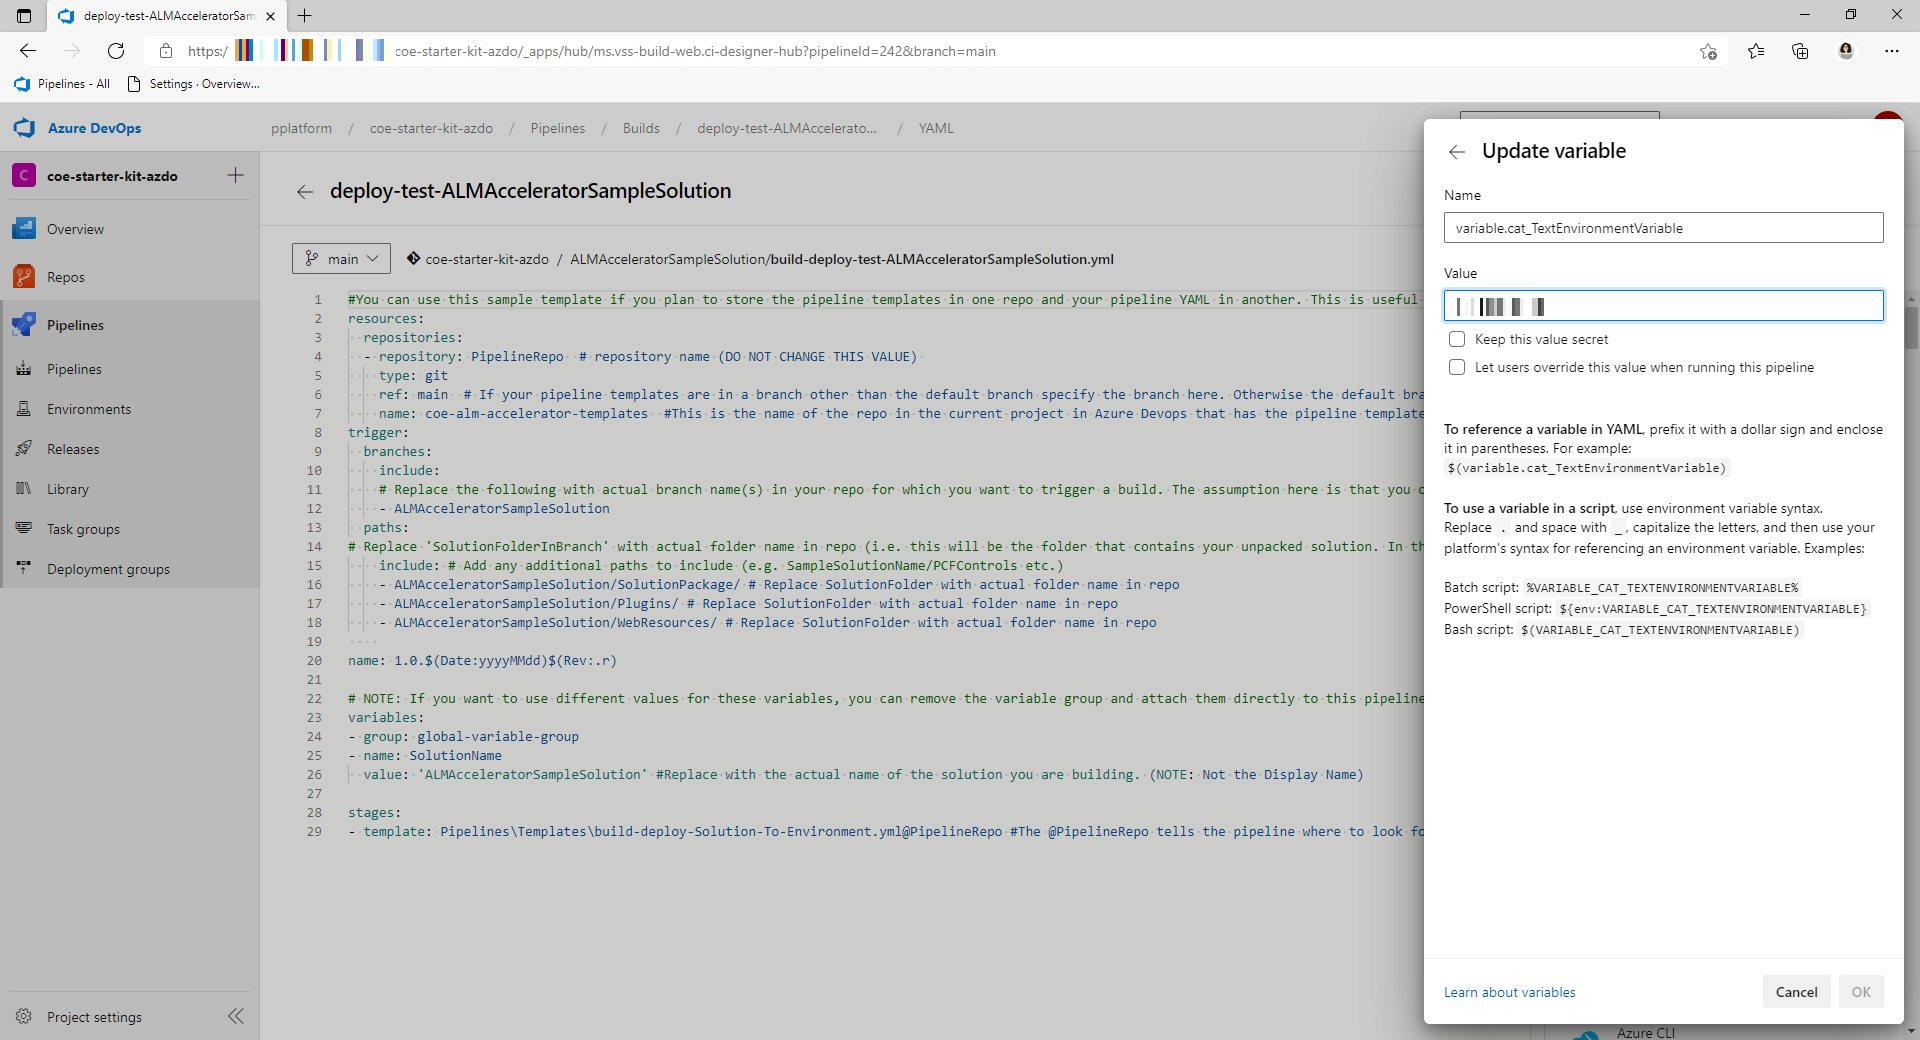 deploy-test-ALMAcceleratorSam
https:/
coe-starter-kit-azdo/_apps/hub/ms.vss-build-web.ci-designer-hub?pipelineId=242&branch=main
Pipelines - All
Settings · Overview...
Azure DevOps
pplatform / coe-starter-kit-azdo / Pipelines / Builds / deploy-test-ALMAccelerato... / YAML
C coe-starter-kit-azdo
Overview
Repos
Pipelines
Pipelines
Environments
Releases
Library
Task groups
Deployment groups
Project settings
deploy-test-ALMAcceleratorSampleSolution
main
coe-starter-kit-azdo / ALMAcceleratorSampleSolution/build-deploy-test-ALMAcceleratorSampleSolution.yml
1 #You can use this sample template if you plan to store the pipeline templates in one repo and your pipeline YAML in another. This is useful
2 resources:
3 repositories:
4 - repository: PipelineRepo # repository name (DO NOT CHANGE THIS VALUE)
5 type: git
6 ref: main # If your pipeline templates are in a branch other than the default branch specify the branch here. Otherwise the default bra
7 name: coe-alm-accelerator-templates #This is the name of the repo in the current project in Azure Devops that has the pipeline template
8 trigger:
9 branches:
10 include:
11 # Replace the following with actual branch name(s) in your repo for which you want to trigger a build. The assumption here is that you c
12 - ALMAcceleratorSampleSolution
13 paths:
14 # Replace 'SolutionFolderInBranch' with actual folder name in repo (i.e. this will be the folder that contains your unpacked solution. In th
15 include: # Add any additional paths to include (e.g. SampleSolutionName/PCFControls etc.)
16 - ALMAcceleratorSampleSolution/SolutionPackage/ # Replace SolutionFolder with actual folder name in repo
17 - ALMAcceleratorSampleSolution/Plugins/ # Replace SolutionFolder with actual folder name in repo
18 - ALMAcceleratorSampleSolution/WebResources/ # Replace SolutionFolder with actual folder name in repo
19
20 name: 1.0.$(Date:yyyyMMdd)$(Rev:.r)
21
22 # NOTE: If you want to use different values for these variables, you can remove the variable group and attach them directly to this pipeline
23 variables:
24 - group: global-variable-group
25 - name: SolutionName
26 value: 'ALMAcceleratorSampleSolution' #Replace with the actual name of the solution you are building. (NOTE: Not the Display Name)
27
28 stages:
29 - template: Pipelines\Templates\build-deploy-Solution-To-Environment.yml@PipelineRepo #The @PipelineRepo tells the pipeline where to look fo
Update variable
Name
variable.cat_TextEnvironmentVariable
Value
Keep this value secret
Let users override this value when running this pipeline
To reference a variable in YAML, prefix it with a dollar sign and enclose
it in parentheses. For example:
$(variable.cat_TextEnvironmentVariable)
To use a variable in a script, use environment variable syntax.
Replace . and space with _, capitalize the letters, and then use your
platform's syntax for referencing an environment variable. Examples:
Batch script: %VARIABLE_CAT_TEXTENVIRONMENTVARIABLE%
PowerShell script: ${env:VARIABLE_CAT_TEXTENVIRONMENTVARIABLE}
Bash script: $(VARIABLE_CAT_TEXTENVIRONMENTVARIABLE)
Learn about variables
Cancel
OK
Azure CLI